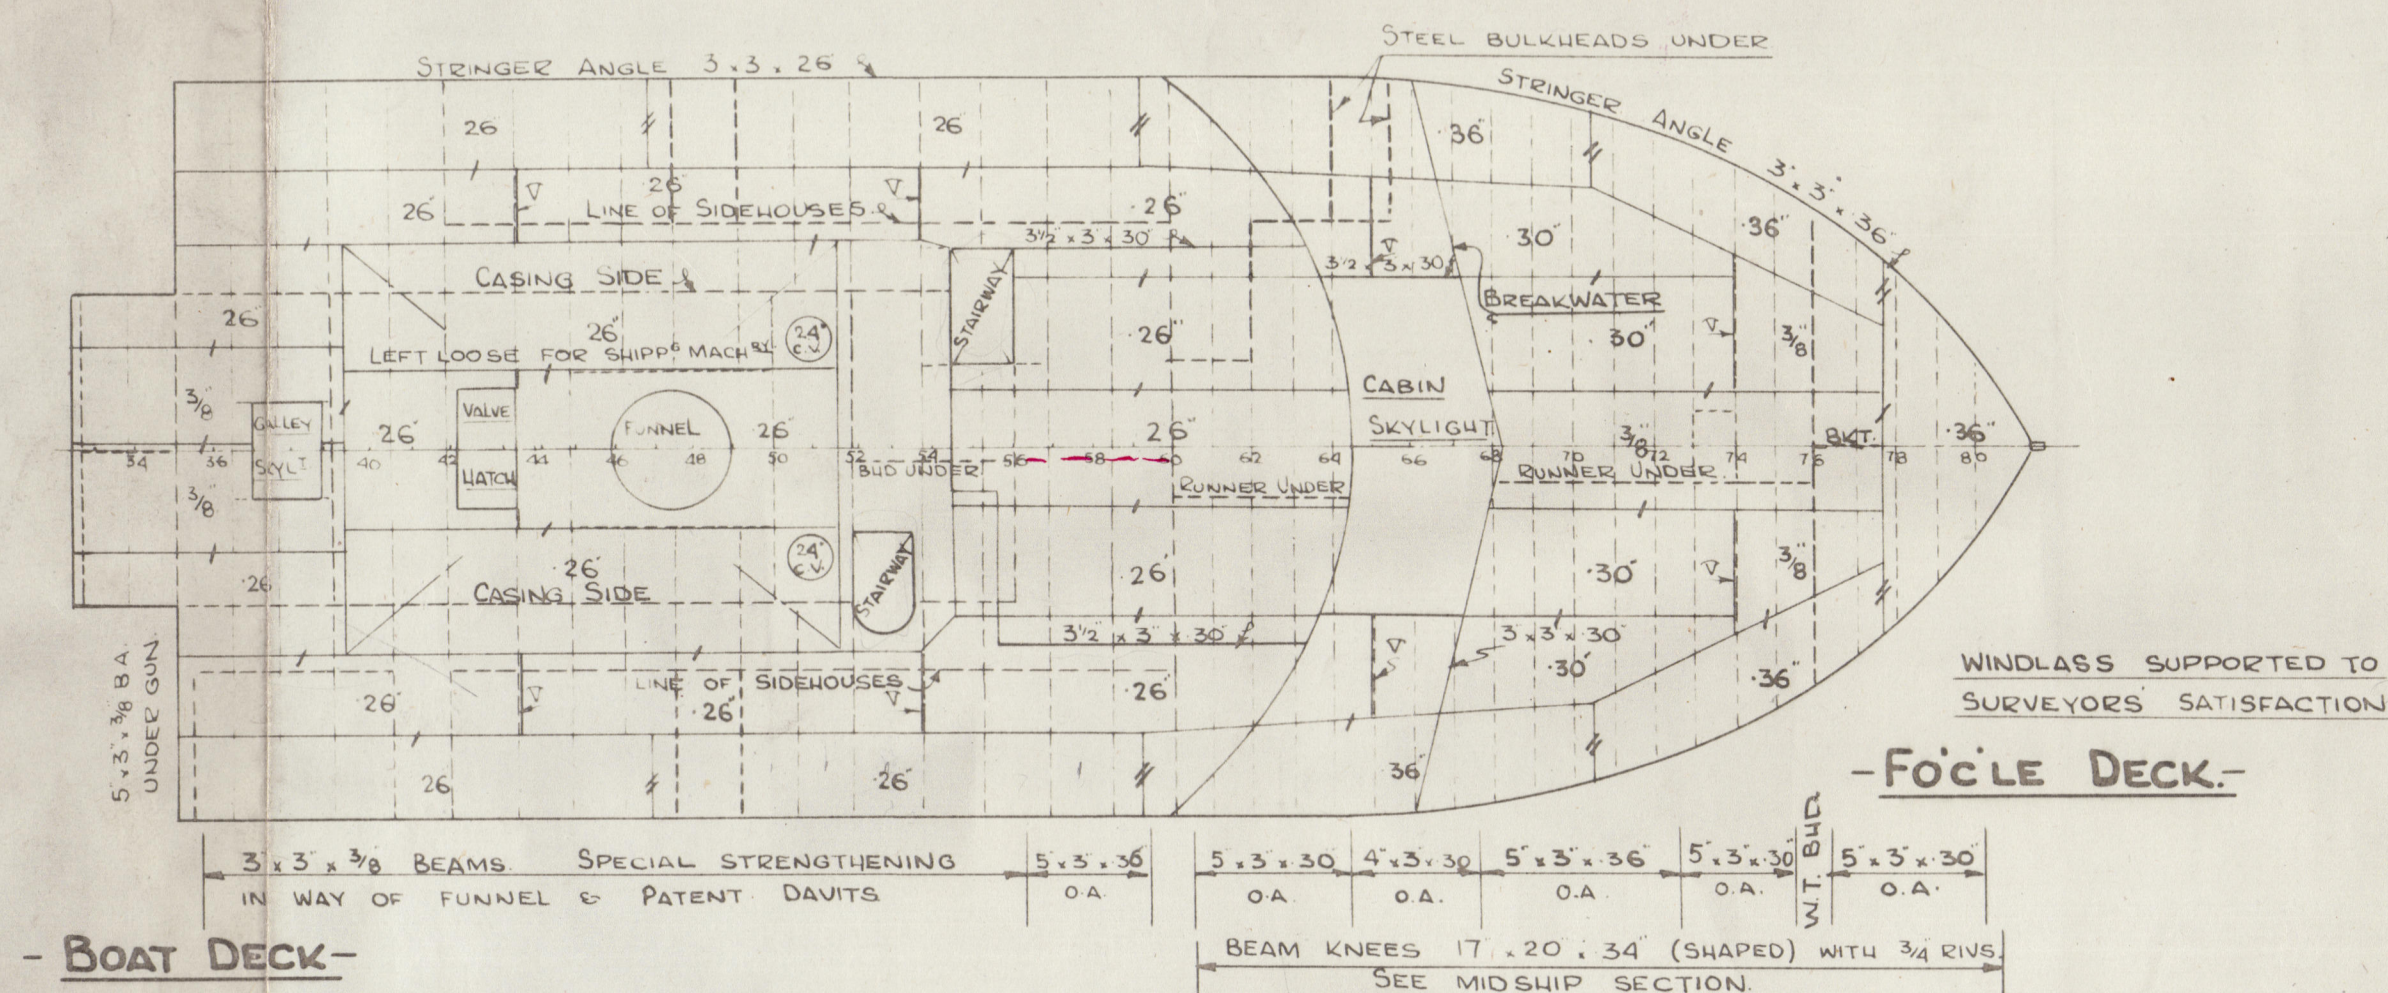 STEEL BULKHEADS UNDER
STRINGER ANGLE 3 x 3 x 26
STRINGER ANGLE 3" x 3" x ·36"
26 26 ·36"
26 26 ·26"
LINE OF SIDEHOUSES
3½" x 3" x ·30"
30" ·36"
CASING SIDE
3½ x 3 x 30
BREAKWATER
26
26"
LEFT LOOSE FOR SHIPPG MACHRY.
24" C.V.
STAIRWAY
·26" 30" 3/8
CABIN
SKYLIGHT
3/8
GALLEY
SKYLT
26"
VALVE
HATCH
FUNNEL
26"
26"
3/8
BKT.
·36"
34 36 40 42 44 46 48 50 52 54 56 58 60 62 64 66 68 70 72 74 76 78 80
BHD UNDER
RUNNER UNDER
RUNNER UNDER.
3/8
24" C.V.
STAIRWAY
·26
·26"
CASING SIDE
·26 ·30" 3/8
3½" x 3" x ·30"
3 x 3" x ·30"
·30"
·36"
LINE OF SIDEHOUSES
26" ·26" ·26"
26 ·26" 36"
5" x 3" x 3/8 B A.
UNDER GUN.
WINDLASS SUPPORTED TO
SURVEYORS' SATISFACTION
- FO'C'LE DECK.-
3" x 3" x 3/8 BEAMS. SPECIAL STRENGTHENING
IN WAY OF FUNNEL & PATENT DAVITS
5" x 3" x ·36
O.A.
5" x 3" x ·30"
O.A.
4" x 3 x 30
O.A.
5" x 3" x ·36"
O.A.
5" x 3" x ·30"
O.A.
W.T. BHD
5" x 3" x ·30"
O.A.
- BOAT DECK -
BEAM KNEES 17" x 20" x ·34" (SHAPED) WITH 3/4 RIVS.
SEE MIDSHIP SECTION.